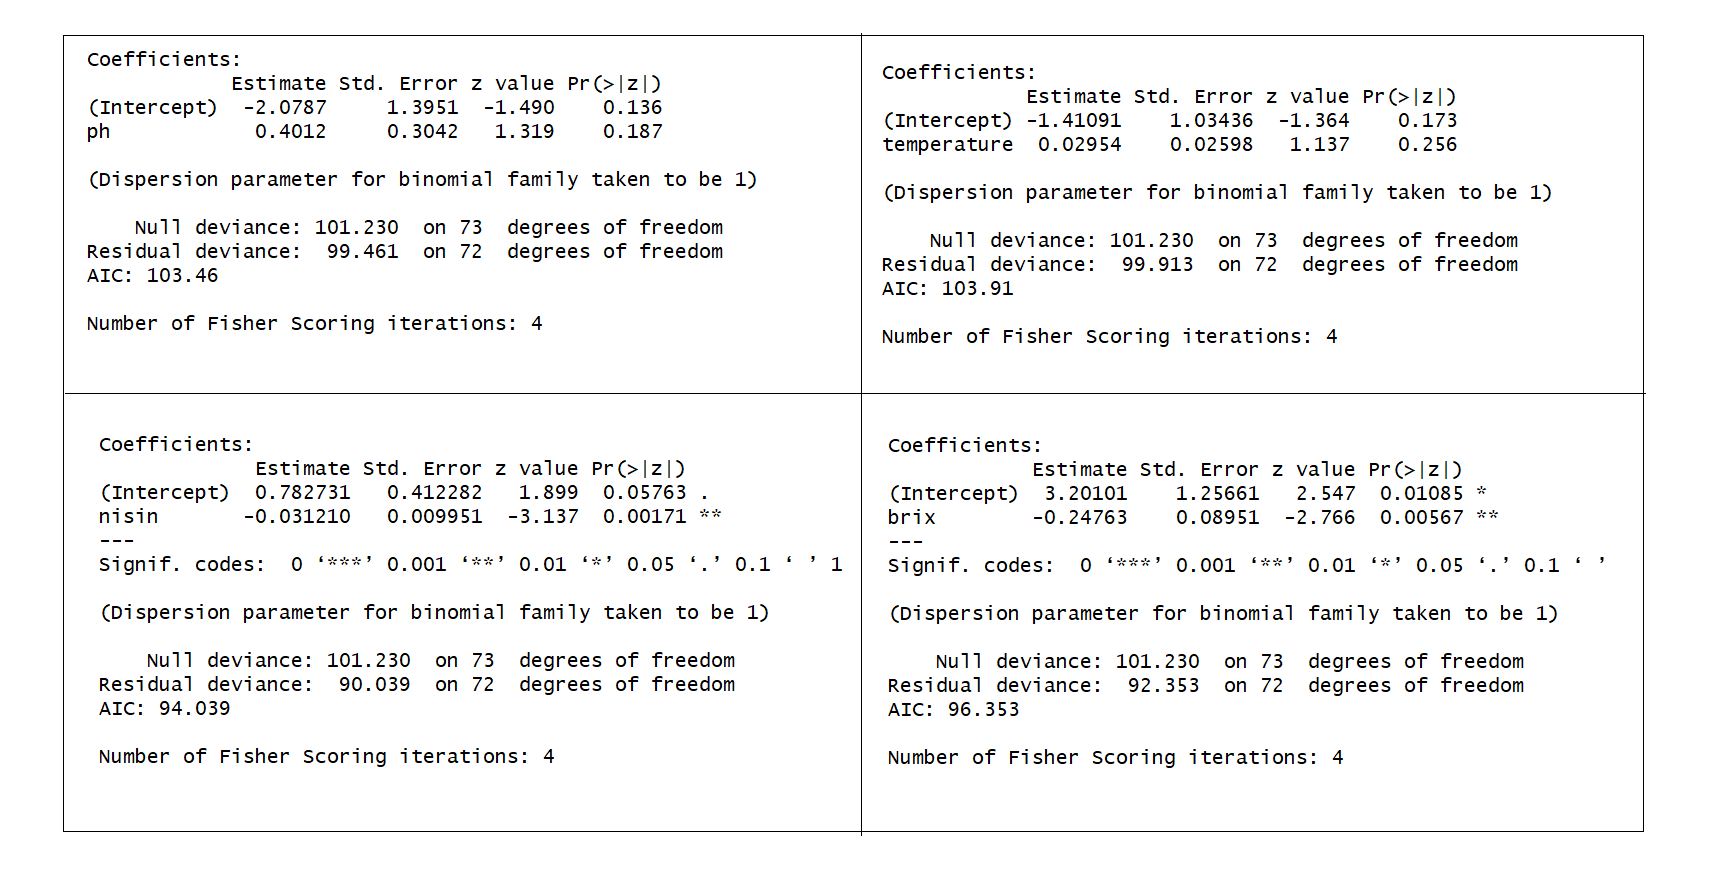 Coefficients:
            Estimate Std. Error z value Pr(>|z|)
(Intercept)  -2.0787     1.3951  -1.490    0.136
ph            0.4012     0.3042   1.319    0.187
(Dispersion parameter for binomial family taken to be 1)
    Null deviance: 101.230  on 73  degrees of freedom
Residual deviance:  99.461  on 72  degrees of freedom
AIC: 103.46
Number of Fisher Scoring iterations: 4
Coefficients:
            Estimate Std. Error z value Pr(>|z|)
(Intercept) -1.41091    1.03436  -1.364    0.173
temperature  0.02954    0.02598   1.137    0.256
(Dispersion parameter for binomial family taken to be 1)
    Null deviance: 101.230  on 73  degrees of freedom
Residual deviance:  99.913  on 72  degrees of freedom
AIC: 103.91
Number of Fisher Scoring iterations: 4
Coefficients:
             Estimate Std. Error z value Pr(>|z|)
(Intercept)  0.782731   0.412282   1.899  0.05763 .
nisin       -0.031210   0.009951  -3.137  0.00171 **
---
Signif. codes:  0 ‘***’ 0.001 ‘**’ 0.01 ‘*’ 0.05 ‘.’ 0.1 ‘ ’ 1
(Dispersion parameter for binomial family taken to be 1)
    Null deviance: 101.230  on 73  degrees of freedom
Residual deviance:  90.039  on 72  degrees of freedom
AIC: 94.039
Number of Fisher Scoring iterations: 4
Coefficients:
            Estimate Std. Error z value Pr(>|z|)
(Intercept)  3.20101    1.25661   2.547  0.01085 *
brix        -0.24763    0.08951  -2.766  0.00567 **
---
Signif. codes:  0 ‘***’ 0.001 ‘**’ 0.01 ‘*’ 0.05 ‘.’ 0.1 ‘ ’
(Dispersion parameter for binomial family taken to be 1)
    Null deviance: 101.230  on 73  degrees of freedom
Residual deviance:  92.353  on 72  degrees of freedom
AIC: 96.353
Number of Fisher Scoring iterations: 4